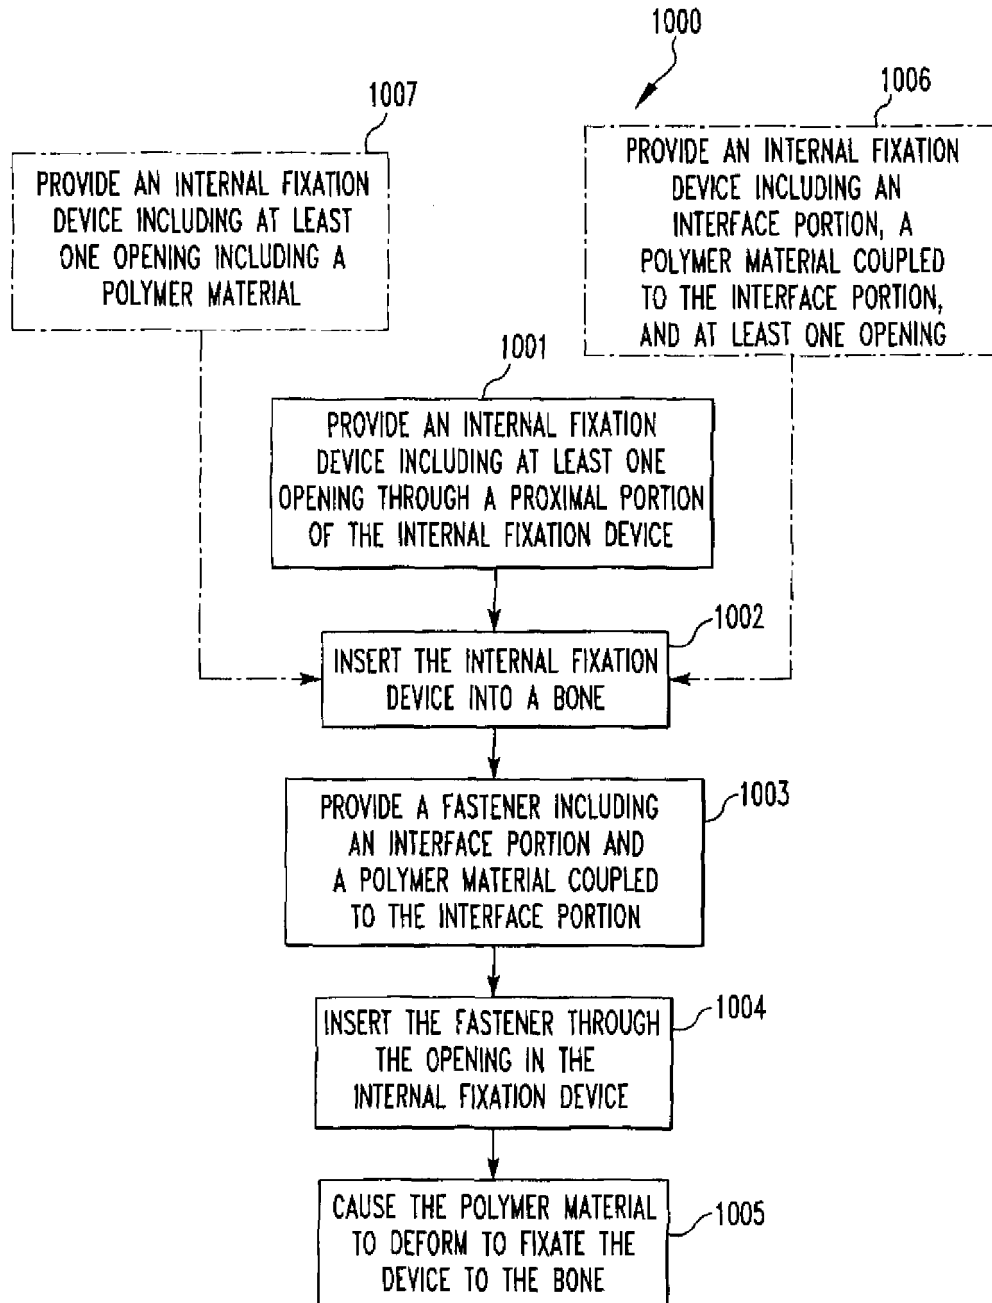 1000
1007
PROVIDE AN INTERNAL FIXATION
DEVICE INCLUDING AT LEAST
ONE OPENING INCLUDING A
POLYMER MATERIAL
1006
PROVIDE AN INTERNAL FIXATION
DEVICE INCLUDING AN
INTERFACE PORTION, A
POLYMER MATERIAL COUPLED
TO THE INTERFACE PORTION,
AND AT LEAST ONE OPENING
1001
PROVIDE AN INTERNAL FIXATION
DEVICE INCLUDING AT LEAST ONE
OPENING THROUGH A PROXIMAL PORTION
OF THE INTERNAL FIXATION DEVICE
1002
INSERT THE INTERNAL FIXATION
DEVICE INTO A BONE
1003
PROVIDE A FASTENER INCLUDING
AN INTERFACE PORTION AND
A POLYMER MATERIAL COUPLED
TO THE INTERFACE PORTION
1004
INSERT THE FASTENER THROUGH
THE OPENING IN THE
INTERNAL FIXATION DEVICE
1005
CAUSE THE POLYMER MATERIAL
TO DEFORM TO FIXATE THE
DEVICE TO THE BONE